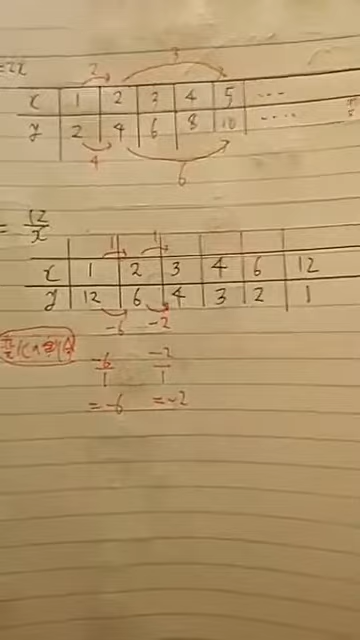 =2x
2 3
x 1 2 3 4 5 ...
y 2 4 6 8 10 ....
4 6
= 12/x
1 1
x 1 2 3 4 6 12
y 12 6 4 3 2 1
-6 -2
-6/1 -2/1
=-6 =-2